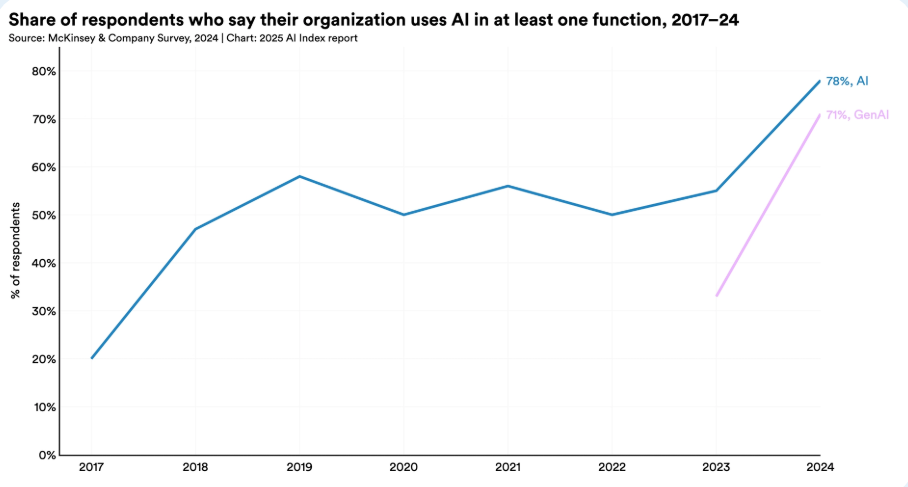 Share of respondents who say their organization uses AI in at least one function, 2017–24
Source: McKinsey & Company Survey, 2024 | Chart: 2025 AI Index report
80%
70%
60%
50%
40%
30%
20%
10%
0%
% of respondents
78%, AI
71%, GenAI
2017 2018 2019 2020 2021 2022 2023 2024